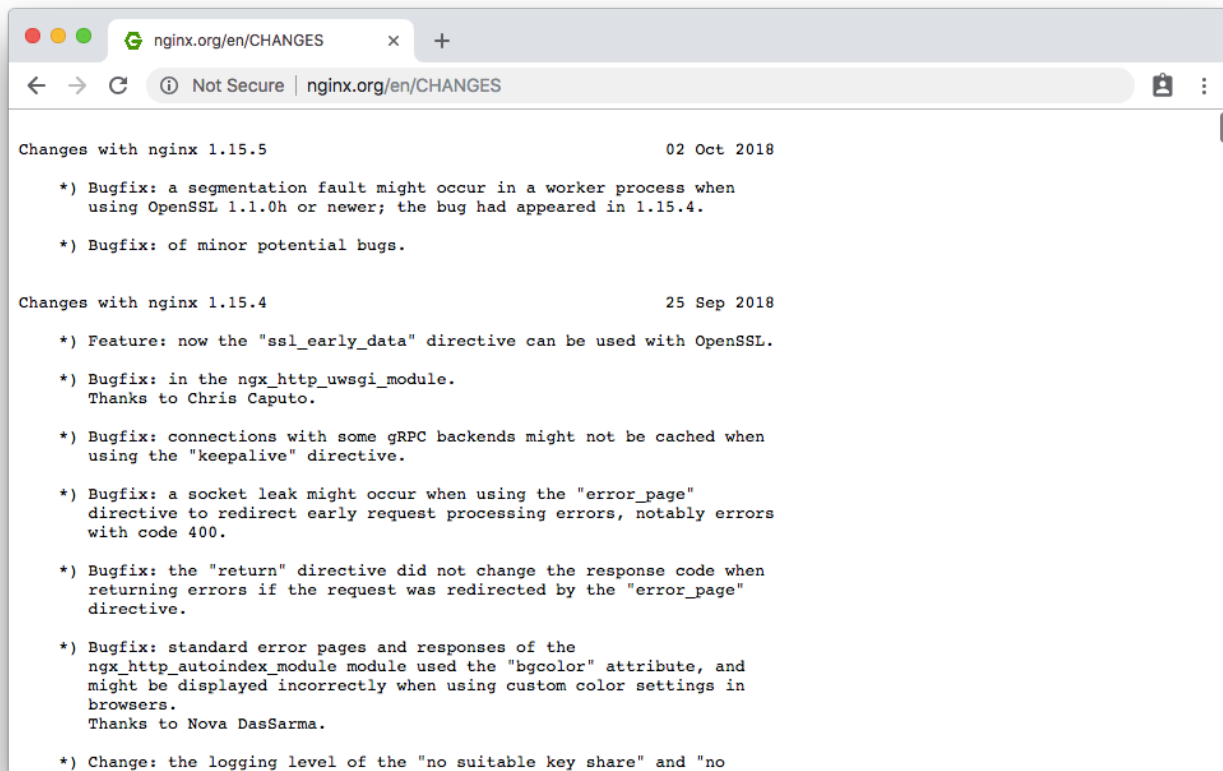 nginx.org/en/CHANGES
Not Secure | nginx.org/en/CHANGES
Changes with nginx 1.15.5                                        02 Oct 2018
*) Bugfix: a segmentation fault might occur in a worker process when
using OpenSSL 1.1.0h or newer; the bug had appeared in 1.15.4.
*) Bugfix: of minor potential bugs.
Changes with nginx 1.15.4                                        25 Sep 2018
*) Feature: now the "ssl_early_data" directive can be used with OpenSSL.
*) Bugfix: in the ngx_http_uwsgi_module.
Thanks to Chris Caputo.
*) Bugfix: connections with some gRPC backends might not be cached when
using the "keepalive" directive.
*) Bugfix: a socket leak might occur when using the "error_page"
directive to redirect early request processing errors, notably errors
with code 400.
*) Bugfix: the "return" directive did not change the response code when
returning errors if the request was redirected by the "error_page"
directive.
*) Bugfix: standard error pages and responses of the
ngx_http_autoindex_module module used the "bgcolor" attribute, and
might be displayed incorrectly when using custom color settings in
browsers.
Thanks to Nova DasSarma.
*) Change: the logging level of the "no suitable key share" and "no